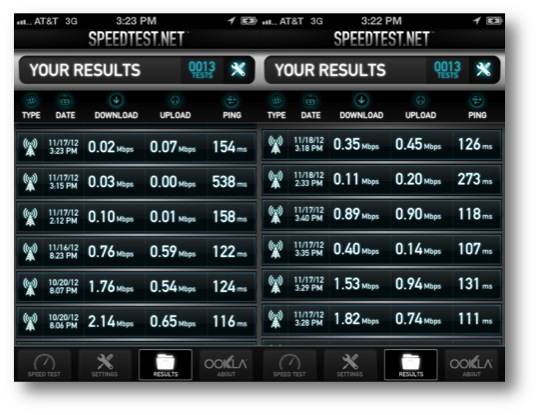 AT&T 3G 3:23 PM
SPEEDTEST.NET
YOUR RESULTS 0013 TESTS
TYPE DATE DOWNLOAD UPLOAD PING
11/17/12 3:23 PM 0.02 Mbps 0.07 Mbps 154 ms
11/17/12 3:15 PM 0.03 Mbps 0.00 Mbps 538 ms
11/17/12 2:12 PM 0.10 Mbps 0.01 Mbps 158 ms
11/16/12 8:23 PM 0.76 Mbps 0.59 Mbps 122 ms
10/20/12 8:07 PM 1.76 Mbps 0.54 Mbps 124 ms
10/20/12 8:06 PM 2.14 Mbps 0.65 Mbps 116 ms
SPEED TEST SETTINGS RESULTS OOKLA ABOUT
AT&T 3G 3:22 PM
SPEEDTEST.NET
YOUR RESULTS 0013 TESTS
TYPE DATE DOWNLOAD UPLOAD PING
11/18/12 3:18 PM 0.35 Mbps 0.45 Mbps 126 ms
11/18/12 2:33 PM 0.11 Mbps 0.20 Mbps 273 ms
11/17/12 3:40 PM 0.89 Mbps 0.90 Mbps 118 ms
11/17/12 3:35 PM 0.40 Mbps 0.14 Mbps 107 ms
11/17/12 3:29 PM 1.53 Mbps 0.94 Mbps 131 ms
11/17/12 3:28 PM 1.82 Mbps 0.74 Mbps 111 ms
SPEED TEST SETTINGS RESULTS OOKLA ABOUT